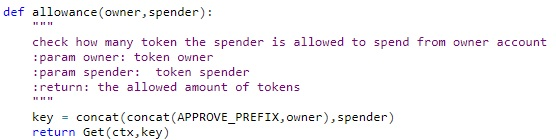 def allowance(owner,spender):
    """
    check how many token the spender is allowed to spend from owner account
    :param owner: token owner
    :param spender:  token spender
    :return: the allowed amount of tokens
    """
    key = concat(concat(APPROVE_PREFIX,owner),spender)
    return Get(ctx,key)